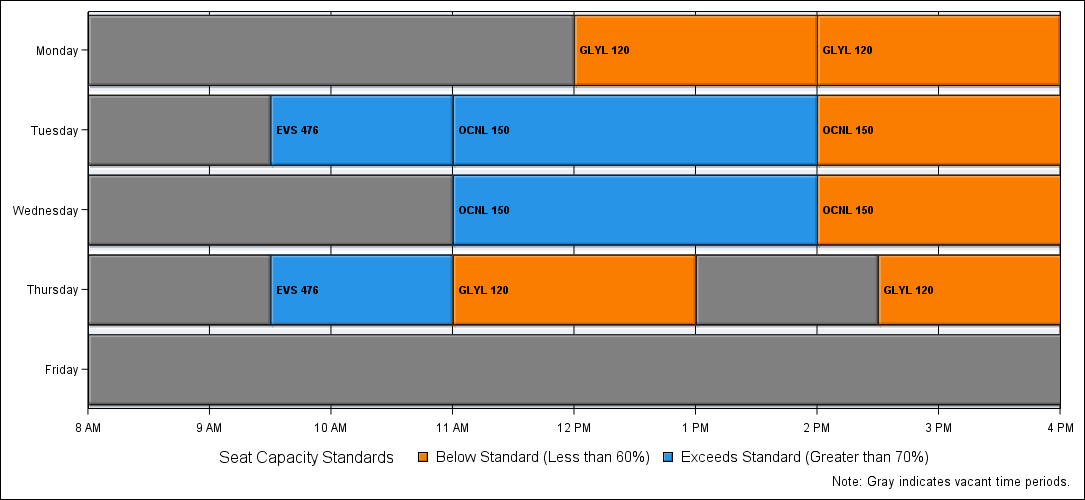 Monday GLYL 120 GLYL 120
Tuesday EVS 476 OCNL 150 OCNL 150
Wednesday OCNL 150 OCNL 150
Thursday EVS 476 GLYL 120 GLYL 120
Friday
8 AM 9 AM 10 AM 11 AM 12 PM 1 PM 2 PM 3 PM 4 PM
Seat Capacity Standards Below Standard (Less than 60%) Exceeds Standard (Greater than 70%)
Note: Gray indicates vacant time periods.